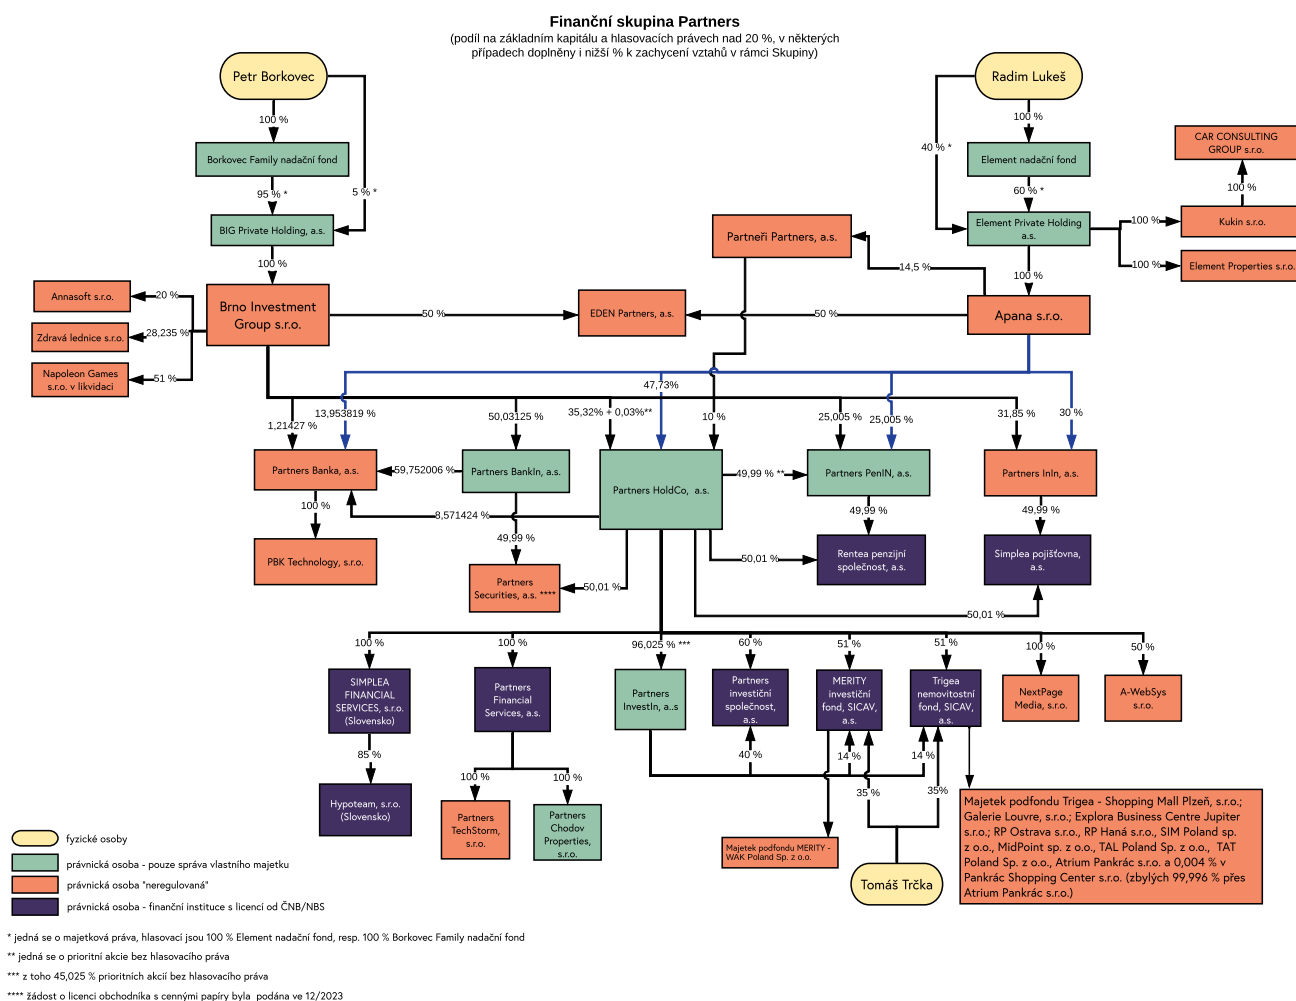 Finanční skupina Partners
(podíl na základním kapitálu a hlasovacích právech nad 20 %, v některých
případech doplněny i nižší % k zachycení vztahů v rámci Skupiny)
Petr Borkovec
Radim Lukeš
100 %
100 %
CAR CONSULTING
GROUP s.r.o.
40 % *
Borkovec Family nadační fond
Element nadační fond
95 % *
5 % *
60 % *
100 %
BIG Private Holding, a.s.
Partneři Partners, a.s.
Element Private Holding
a.s.
100 %
Kukin s.r.o.
100 %
14,5 %
100 %
100 %
Element Properties s.r.o.
Annasoft s.r.o.
20 %
Brno Investment
Group s.r.o.
50 %
EDEN Partners, a.s.
50 %
Apana s.r.o.
Zdravá lednice s.r.o.
28,235 %
Napoleon Games
s.r.o. v likvidaci
51 %
47,73%
13,953819 %
1,21427 %
50,03125 %
35,32% + 0,03%**
10 %
25,005 %
25,005 %
31,85 %
30 %
Partners Banka, a.s.
59,752006 %
Partners BankIn, a.s.
Partners HoldCo, a.s.
49,99 % **
Partners PenIN, a.s.
Partners InIn, a.s.
100 %
8,571424 %
49,99 %
49,99 %
49,99 %
PBK Technology, s.r.o.
50,01 %
Rentea penzijní
společnost, a.s.
Simplea pojišťovna,
a.s.
Partners
Securities, a.s. ****
50,01 %
50,01 %
100 %
100 %
96,025 % ***
60 %
51 %
51 %
100 %
50 %
SIMPLEA
FINANCIAL
SERVICES, s.r.o.
(Slovensko)
Partners
Financial
Services, a.s.
Partners
InvestIn, a..s
Partners
investiční
společnost,
a.s.
MERITY
investiční
fond, SICAV,
a.s.
Trigea
nemovitostní
fond, SICAV,
a.s.
NextPage
Media, s.r.o.
A-WebSys
s.r.o.
85 %
40 %
14 %
14 %
100 %
100 %
35 %
35%
Hypoteam, s.r.o.
(Slovensko)
Partners
TechStorm,
s.r.o.
Partners
Chodov
Properties,
s.r.o.
Majetek podfondu MERITY -
WAK Poland Sp. z o.o.
Majetek podfondu Trigea - Shopping Mall Plzeň, s.r.o.;
Galerie Louvre, s.r.o.; Explora Business Centre Jupiter
s.r.o.; RP Ostrava s.r.o., RP Haná s.r.o., SIM Poland sp.
z o.o., MidPoint sp. z o.o., TAL Poland Sp. z o.o., TAT
Poland Sp. z o.o., Atrium Pankrác s.r.o. a 0,004 % v
Pankrác Shopping Center s.r.o. (zbylých 99,996 % přes
Atrium Pankrác s.r.o.)
Tomáš Trčka
fyzické osoby
právnická osoba - pouze správa vlastního majetku
právnická osoba "neregulovaná"
právnická osoba - finanční instituce s licencí od ČNB/NBS
* jedná se o majetková práva, hlasovací jsou 100 % Element nadační fond, resp. 100 % Borkovec Family nadační fond
** jedná se o prioritní akcie bez hlasovacího práva
*** z toho 45,025 % prioritních akcií bez hlasovacího práva
**** žádost o licenci obchodníka s cennými papíry byla podána ve 12/2023